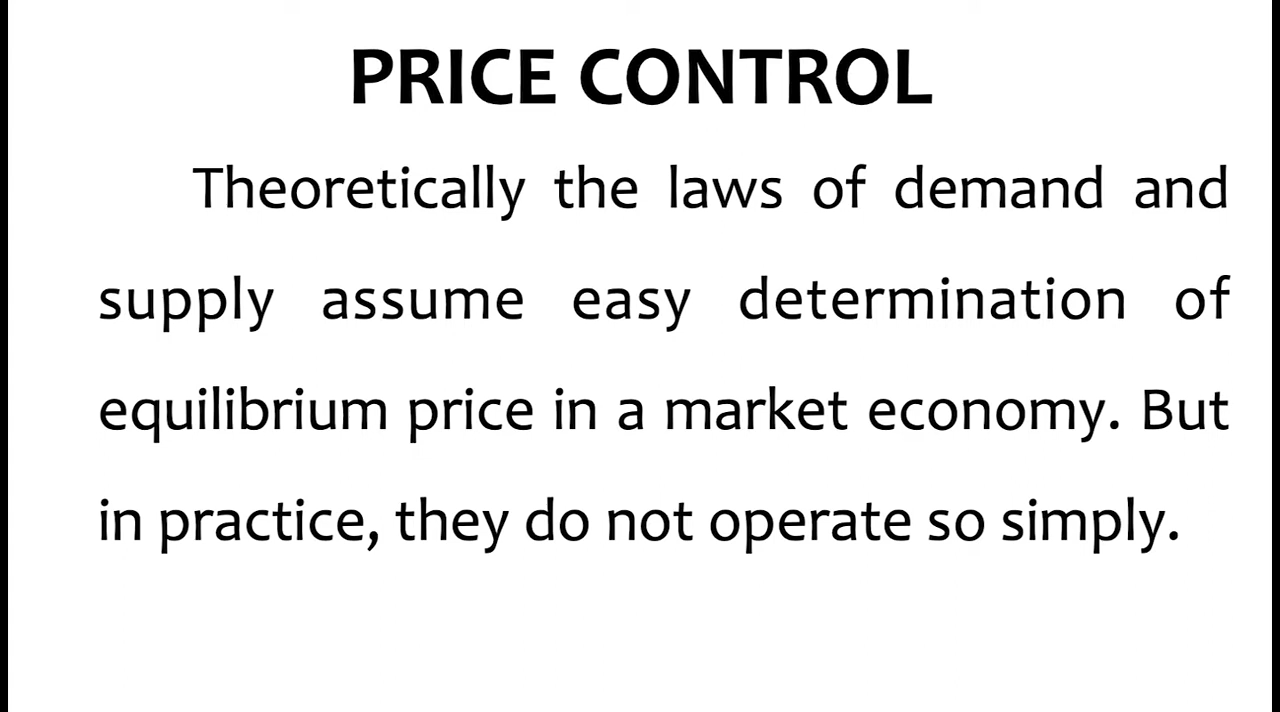 PRICE CONTROL
Theoretically the laws of demand and
supply assume easy determination of
equilibrium price in a market economy. But
in practice, they do not operate so simply.